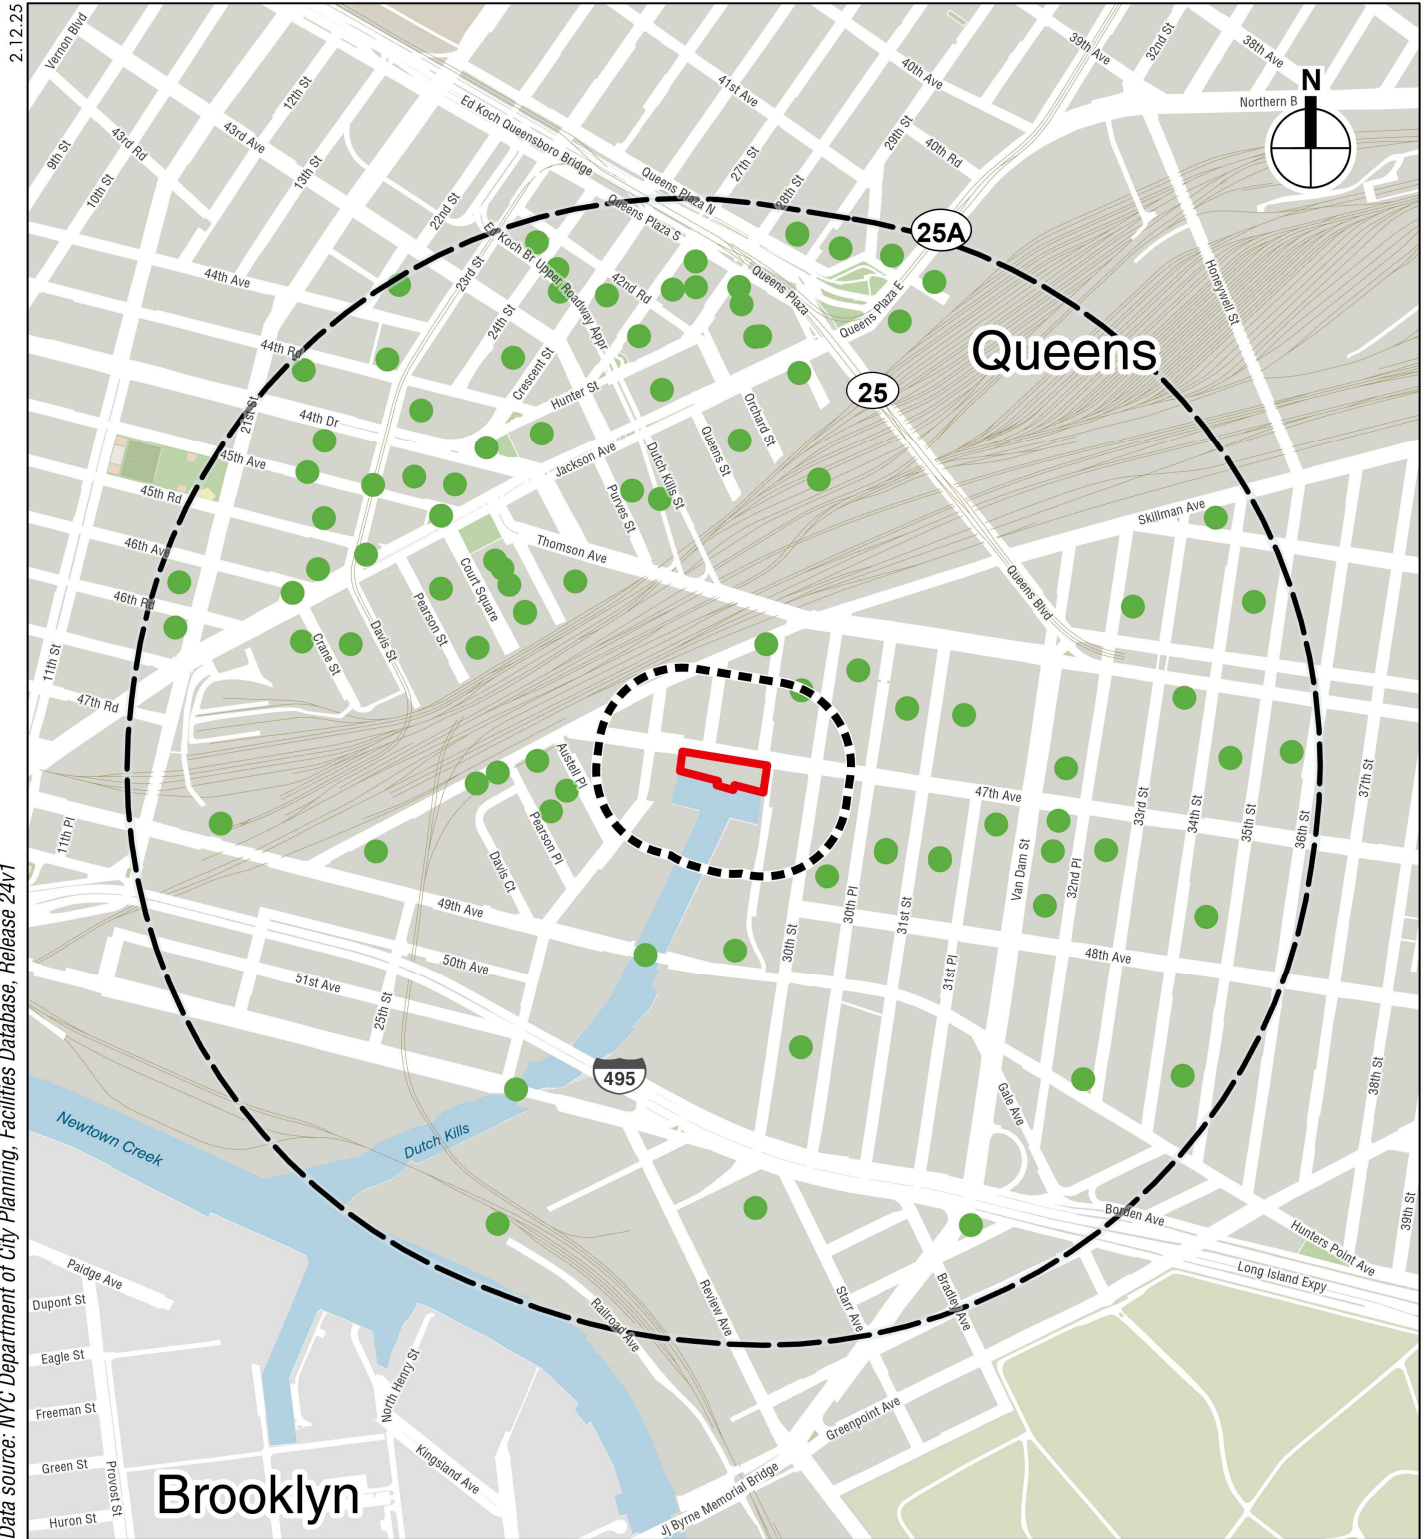 2.12.25
Data source: NYC Department of City Planning, Facilities Database, Release 24v1
Vernon Blvd
12th St
39th Ave
32nd St
38th Ave
40th Ave
41st Ave
N
Northern B
43rd Rd
43rd Ave
Ed Koch Queensboro Bridge
29th St
40th Rd
9th St
10th St
13th St
22nd St
27th St
28th St
Queens Plaza N
Queens Plaza S
25A
Ed Koch Br Upper Roadway Appr
44th Ave
23rd St
42nd Rd
Queens Plaza
Queens Plaza E
Honeywell St
24th St
44th Rd
Crescent St
Queens
Hunter St
25
21st St
44th Dr
Orchard St
Queens St
45th Ave
Jackson Ave
Dutch Kills St
45th Rd
Purves St
Skillman Ave
46th Ave
Thomson Ave
Court Square
Queens Blvd
46th Rd
Pearson St
Crane St
Davis St
11th St
47th Rd
Austell Pl
37th St
47th Ave
33rd St
34th St
35th St
36th St
11th Pl
Pearson Pl
Davis Ct
Van Dam St
32nd Pl
49th Ave
30th Pl
31st St
30th St
50th Ave
48th Ave
51st Ave
25th St
31st Pl
495
Gale Ave
38th St
Newtown Creek
Dutch Kills
Borden Ave
39th St
Hunters Point Ave
Long Island Expy
Paidge Ave
Dupont St
Railroad Ave
Review Ave
Starr Ave
Bradley Ave
Eagle St
North Henry St
Freeman St
Greenpoint Ave
Green St
Provost St
Kingsland Ave
Brooklyn
Jj Byrne Memorial Bridge
Huron St